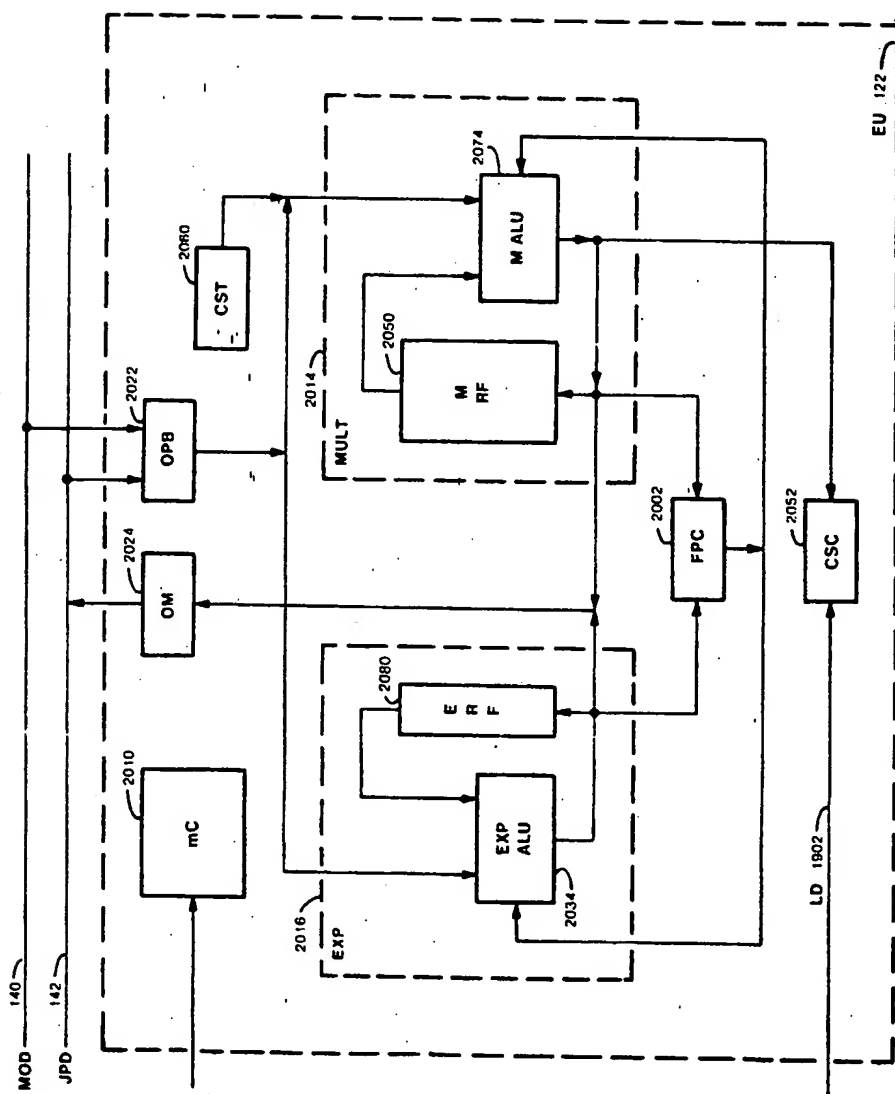 MOD
140
JPD
142
2010
mC
2024
OM
2022
OPB
2060
CST
2016
EXP
2080
E
R
F
EXP
ALU
2034
2014
MULT
2050
M
RF
2074
M ALU
2002
FPC
2052
CSC
LD 1902
EU 122